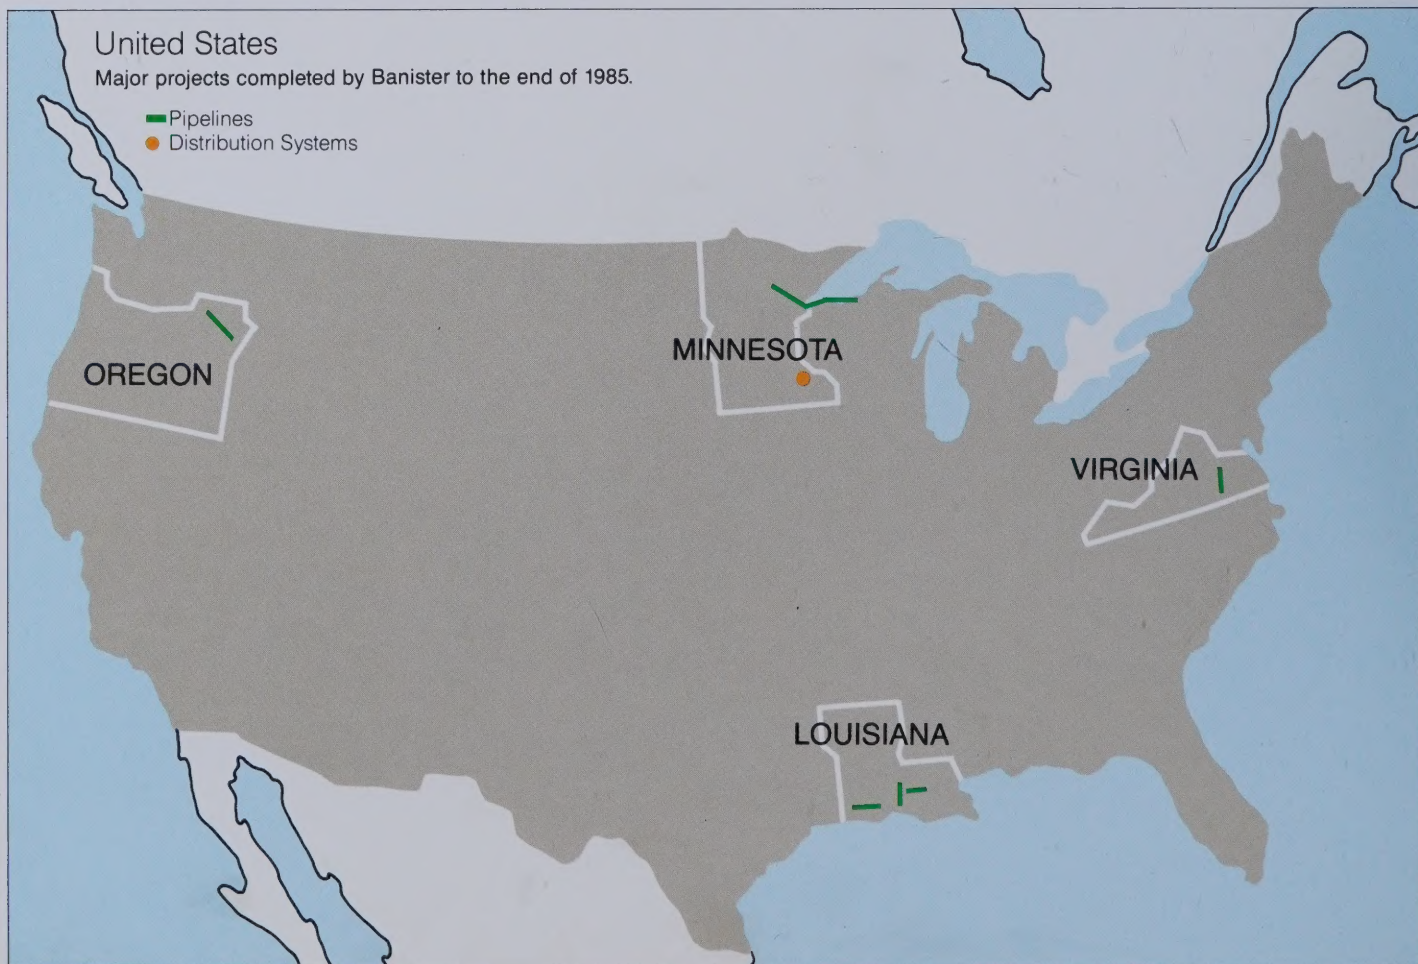 United States
Major projects completed by Banister to the end of 1985.
Pipelines
Distribution Systems
MINNESOTA
OREGON
VIRGINIA
LOUISIANA